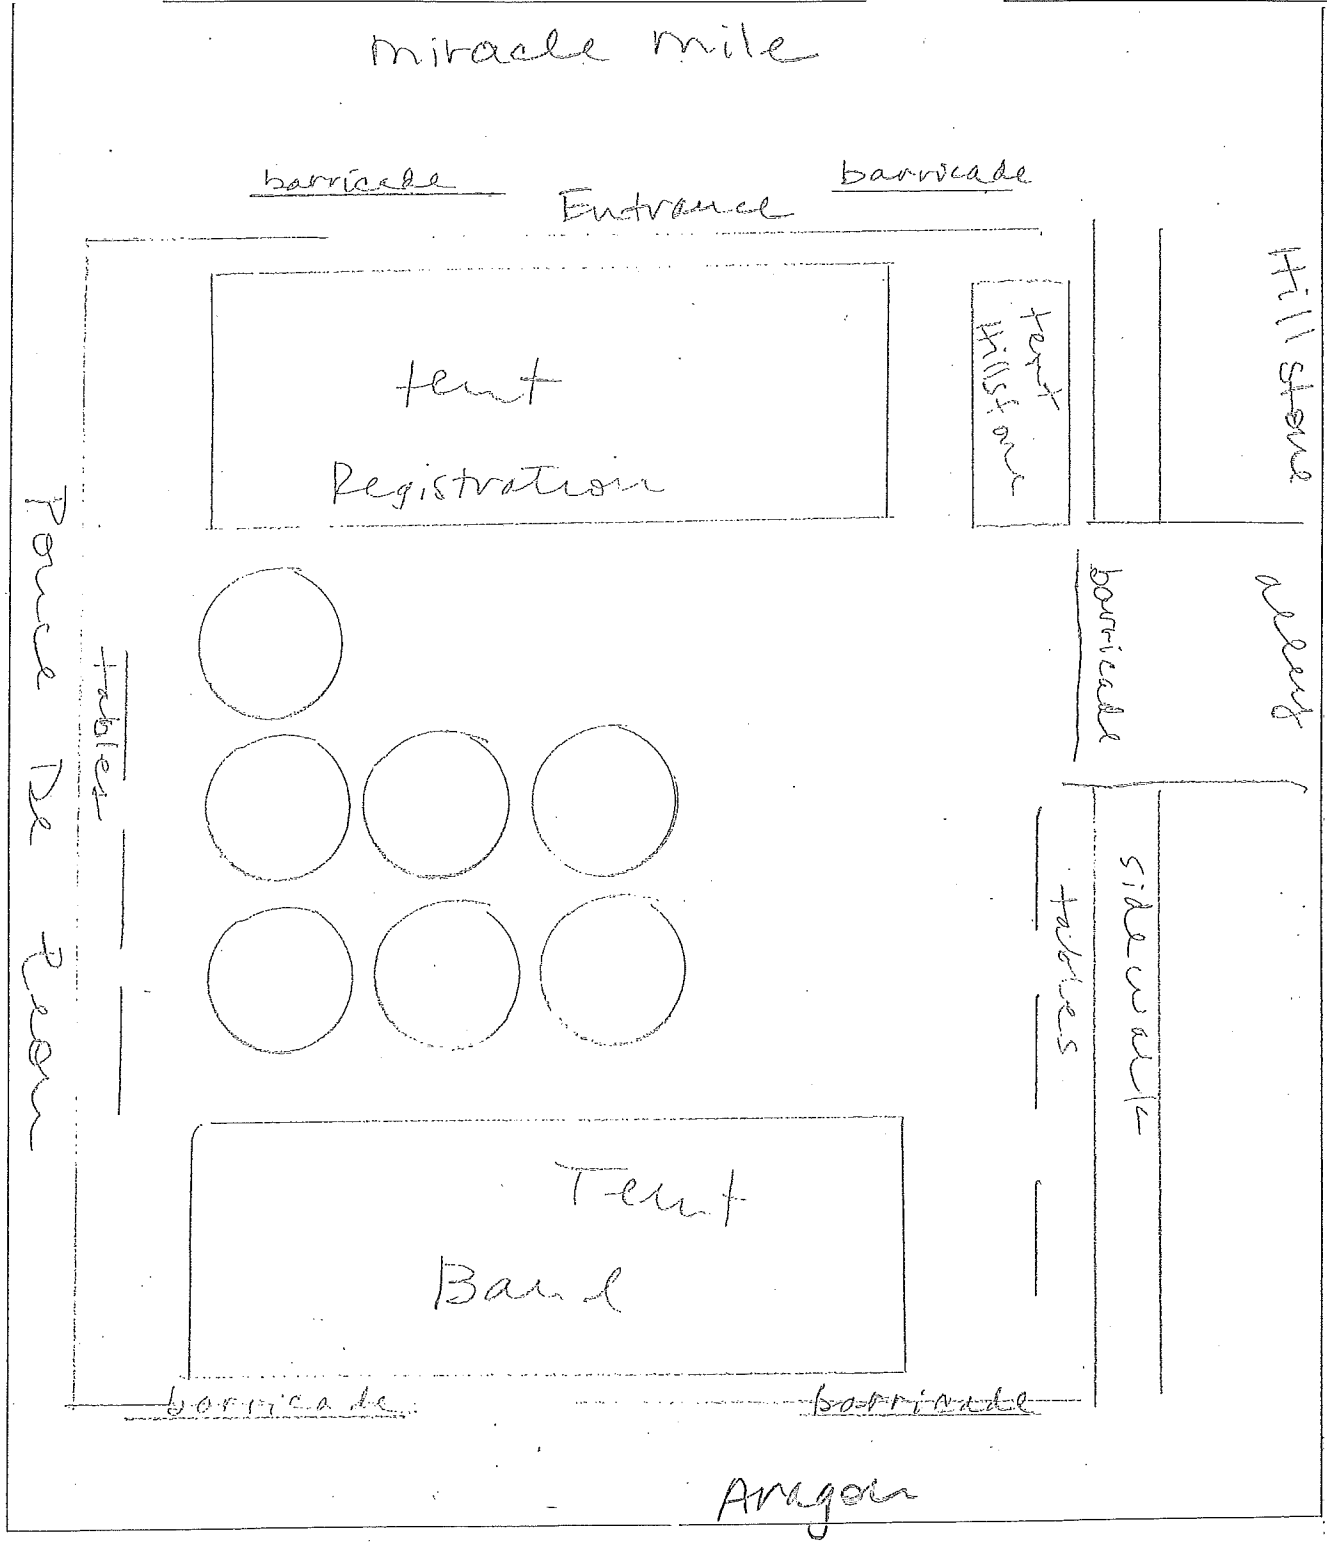 miracle mile
barricade
barricade
Entrance
tent
Registration
tent
Hillstone
Hillstone
Ponce De Leon
tables
barricade
alley
tables
sidewalk
Tent
Band
barricade
barricade
Aragon